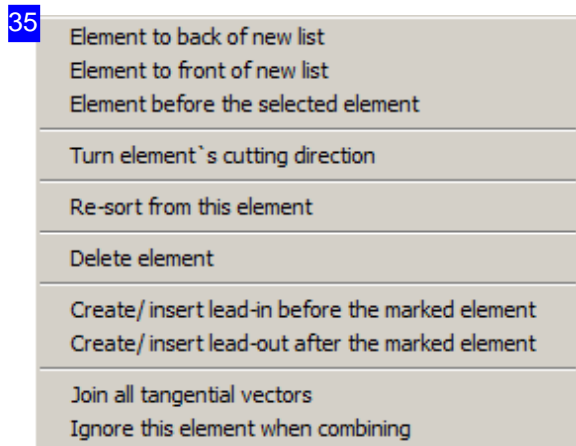 35
Element to back of new list
Element to front of new list
Element before the selected element
Turn element`s cutting direction
Re-sort from this element
Delete element
Create/ insert lead-in before the marked element
Create/ insert lead-out after the marked element
Join all tangential vectors
Ignore this element when combining